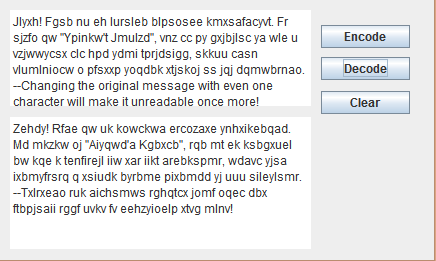 Jlyxh! Fgsb nu eh lursleb blpsosee kmxsafacyvt. Fr
sjzfo qw "Ypinkw't Jmulzd", vnz cc py gxjbjlsc ya wle u
vzjwwycsx clc hpd ydmi tprjdsigg, skkuu casn
vlumlniocw o pfsxxp yoqdbk xtjskoj ss jqj dqmwbrnao.
--Changing the original message with even one
character will make it unreadable once more!
Encode
Decode
Clear
Zehdy! Rfae qw uk kowckwa ercozaxe ynhxikebqad.
Md mkzkw oj "Aiyqwd'a Kgbxcb", rqb mt ek ksbgxuel
bw kqe k tenfirejl iiw xar iikt arebkspmr, wdavc yjsa
ixbmyfrsrq q xsiudk byrbme pixbmdd yj uuu sileylsmr.
--Txlrxeao ruk aichsmws rghqtcx jomf oqec dbx
ftbpjsaii rggf uvkv fv eehzyioelp xtvg mlnv!